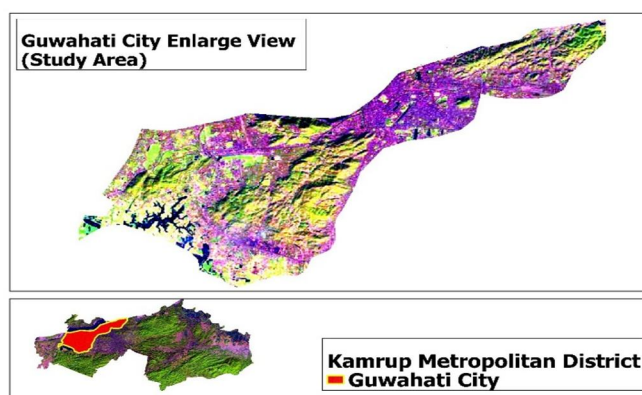 Guwahati City Enlarge View
(Study Area)
Kamrup Metropolitan District
Guwahati City